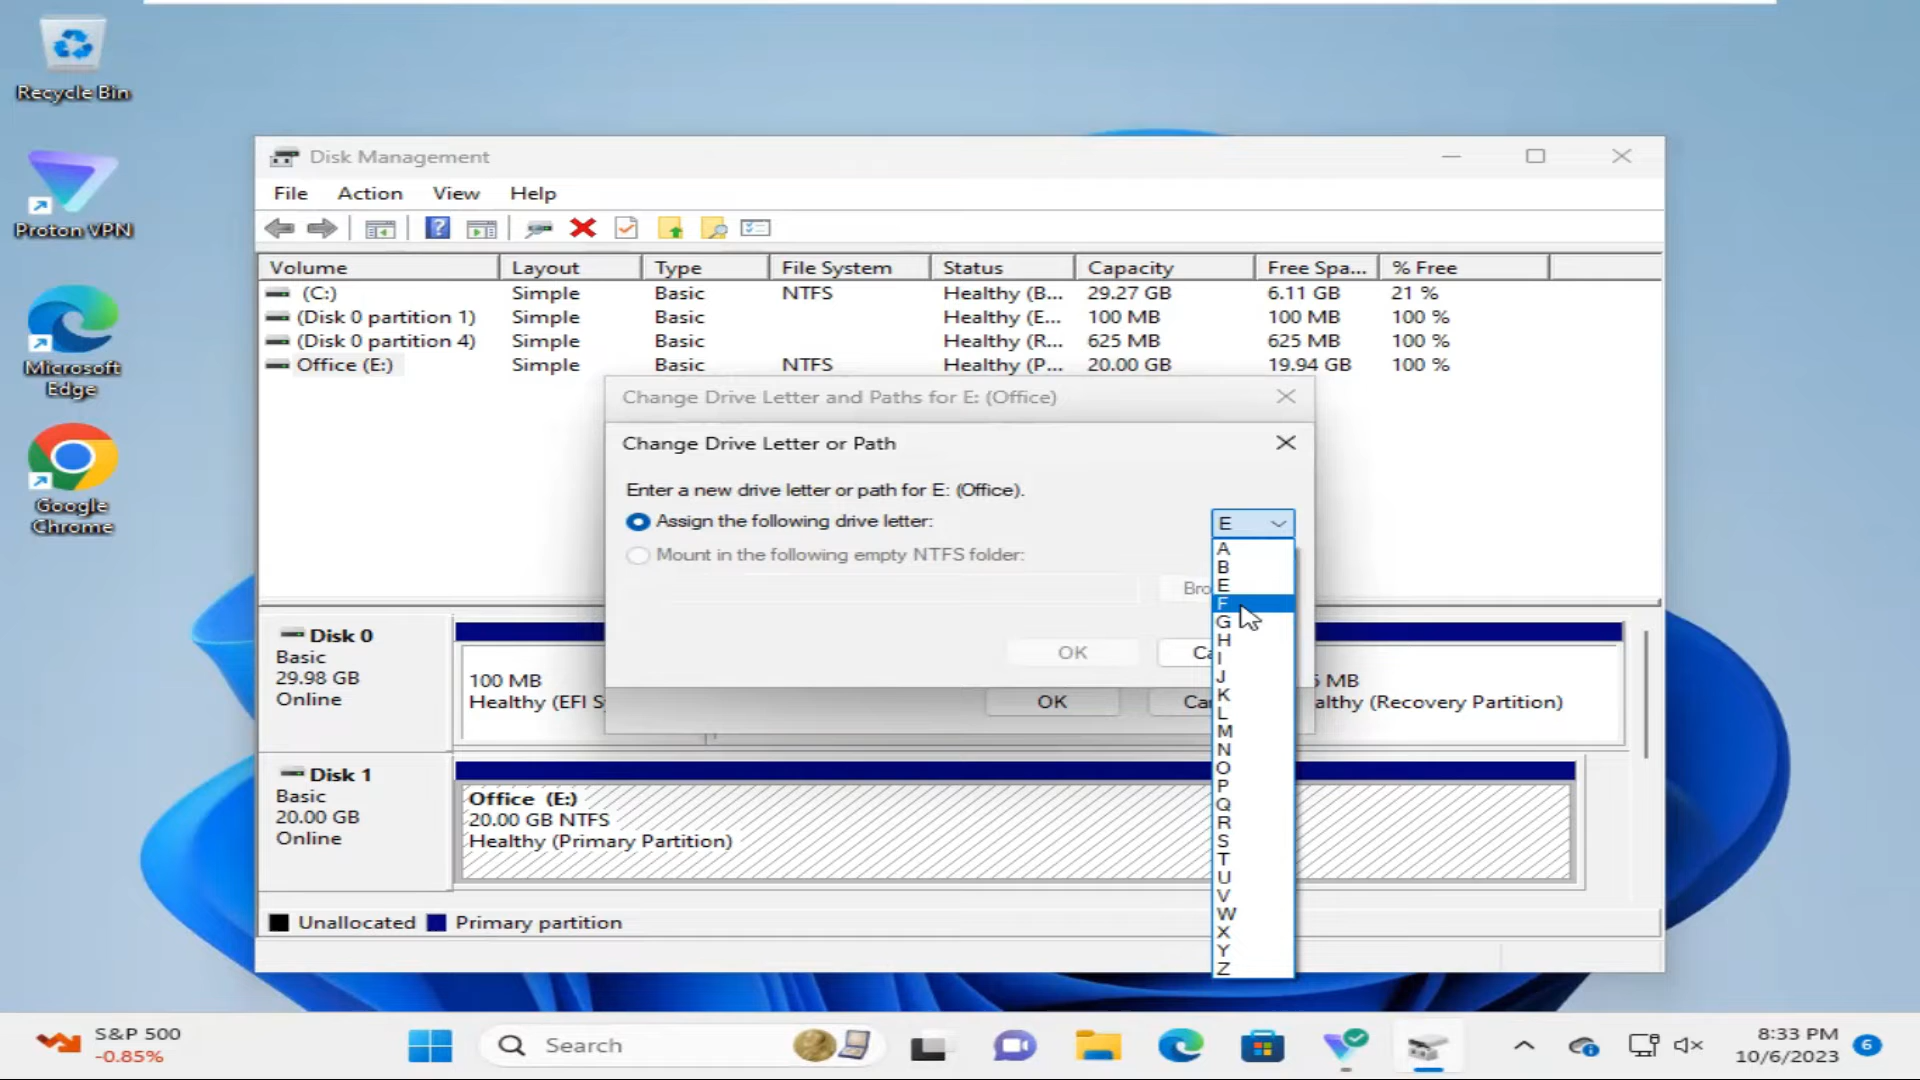 Recycle Bin
Proton VPN
Microsoft
Edge
Google
Chrome
Disk Management
File Action View Help
Volume Layout Type File System Status Capacity Free Spa... % Free
(C:) Simple Basic NTFS Healthy (B... 29.27 GB 6.11 GB 21 %
(Disk 0 partition 1) Simple Basic Healthy (E... 100 MB 100 MB 100 %
(Disk 0 partition 4) Simple Basic Healthy (R... 625 MB 625 MB 100 %
Office (E:) Simple Basic NTFS Healthy (P... 20.00 GB 19.94 GB 100 %
Change Drive Letter and Paths for E: (Office)
Change Drive Letter or Path
Enter a new drive letter or path for E: (Office).
Assign the following drive letter: E
Mount in the following empty NTFS folder:
Bro
OK Ca
OK Ca
A
B
E
F
G
H
I
J
K
L
M
N
O
P
Q
R
S
T
U
V
W
X
Y
Z
Disk 0
Basic
29.98 GB
Online
100 MB
Healthy (EFI S
MB
althy (Recovery Partition)
Disk 1
Basic
20.00 GB
Online
Office (E:)
20.00 GB NTFS
Healthy (Primary Partition)
Unallocated Primary partition
S&P 500
-0.85%
Search
8:33 PM
10/6/2023
6